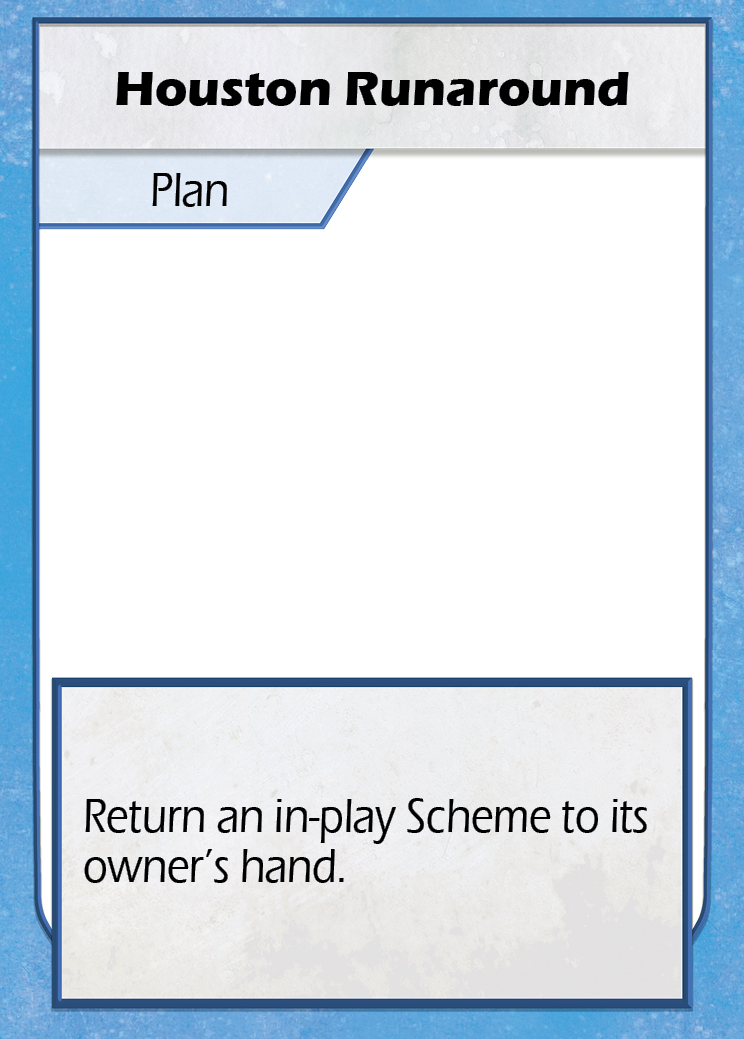 Houston Runaround
Plan
Return an in-play Scheme to its
owner’s hand.